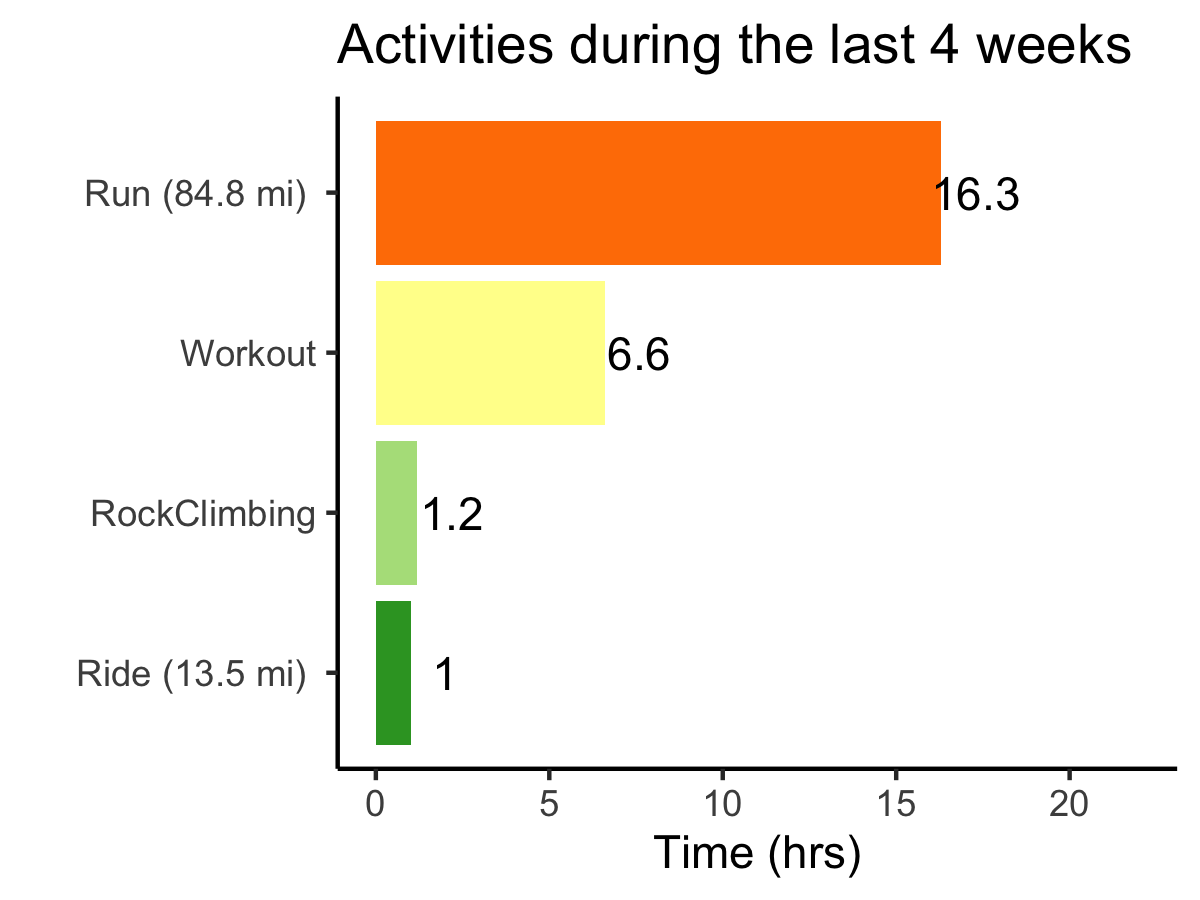 Activities during the last 4 weeks
Run (84.8 mi)
16.3
Workout
6.6
RockClimbing
1.2
Ride (13.5 mi)
1
0 5 10 15 20
Time (hrs)